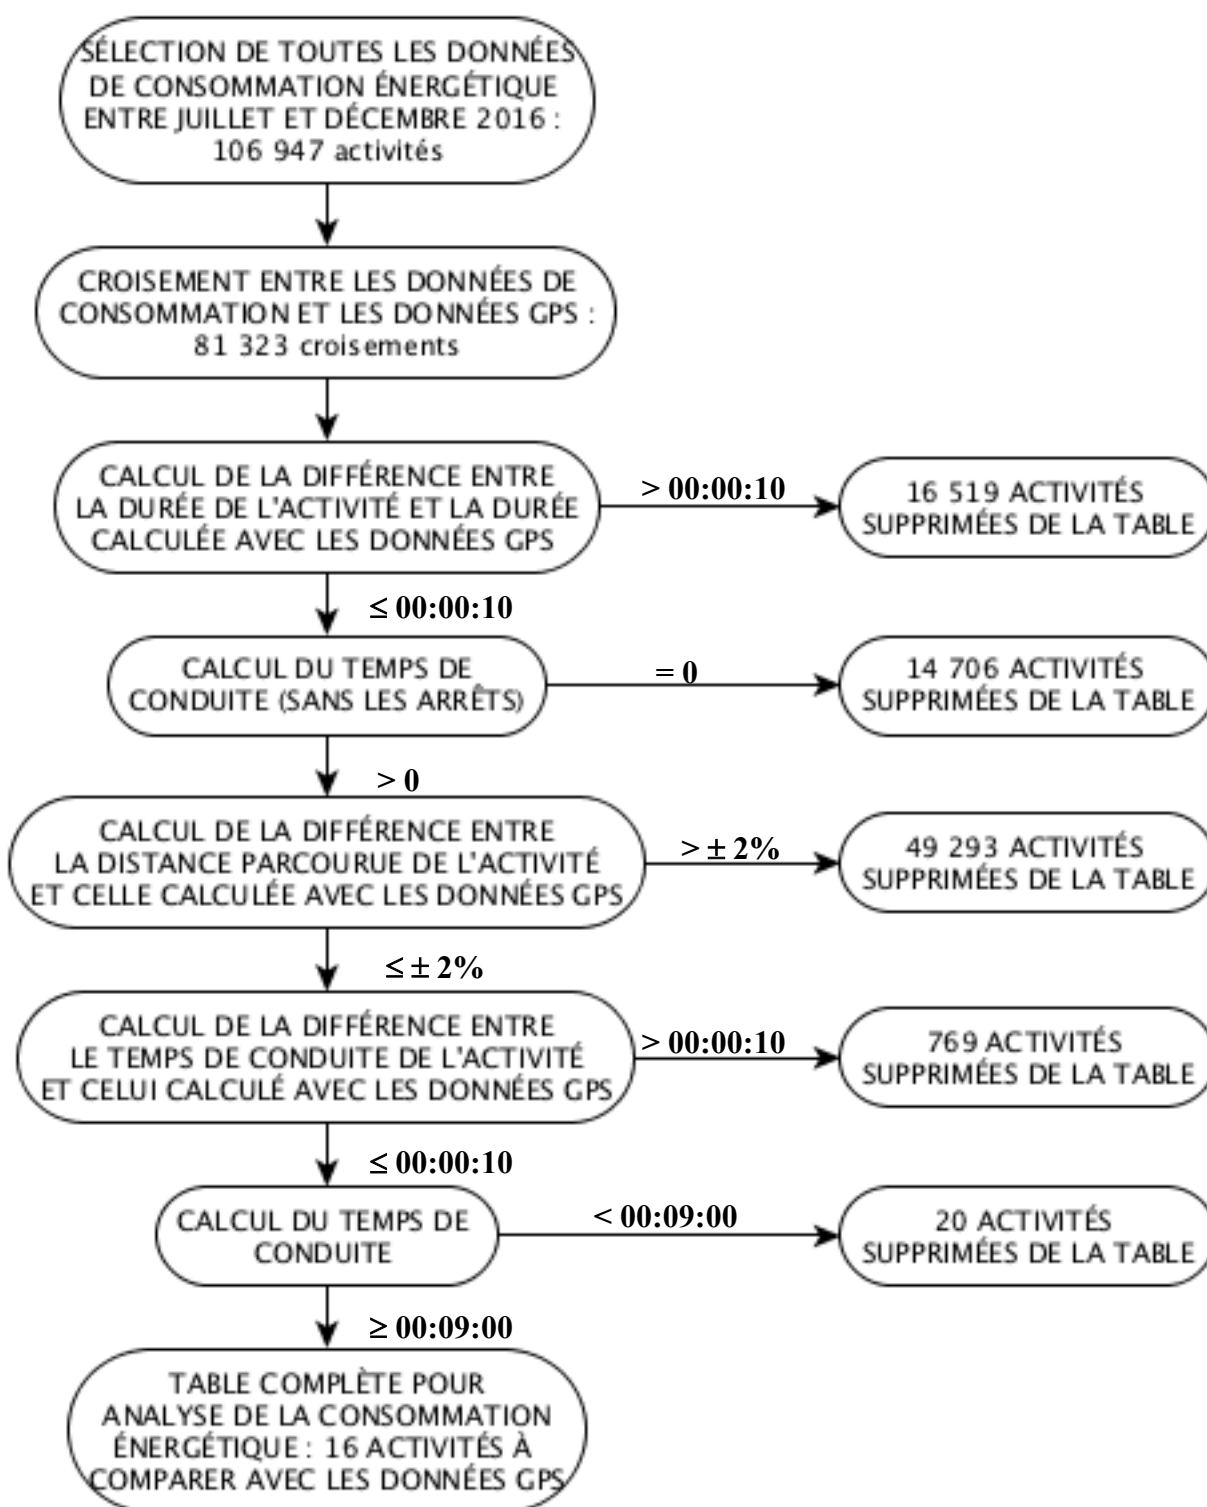 SÉLECTION DE TOUTES LES DONNÉES
DE CONSOMMATION ÉNERGÉTIQUE
ENTRE JUILLET ET DÉCEMBRE 2016 :
106 947 activités
CROISEMENT ENTRE LES DONNÉES DE
CONSOMMATION ET LES DONNÉES GPS :
81 323 croisements
CALCUL DE LA DIFFÉRENCE ENTRE
LA DURÉE DE L'ACTIVITÉ ET LA DURÉE
CALCULÉE AVEC LES DONNÉES GPS
> 00:00:10
16 519 ACTIVITÉS
SUPPRIMÉES DE LA TABLE
≤ 00:00:10
CALCUL DU TEMPS DE
CONDUITE (SANS LES ARRÊTS)
= 0
14 706 ACTIVITÉS
SUPPRIMÉES DE LA TABLE
> 0
CALCUL DE LA DIFFÉRENCE ENTRE
LA DISTANCE PARCOURUE DE L'ACTIVITÉ
ET CELLE CALCULÉE AVEC LES DONNÉES GPS
> ± 2%
49 293 ACTIVITÉS
SUPPRIMÉES DE LA TABLE
≤ ± 2%
CALCUL DE LA DIFFÉRENCE ENTRE
LE TEMPS DE CONDUITE DE L'ACTIVITÉ
ET CELUI CALCULÉ AVEC LES DONNÉES GPS
> 00:00:10
769 ACTIVITÉS
SUPPRIMÉES DE LA TABLE
≤ 00:00:10
CALCUL DU TEMPS DE
CONDUITE
< 00:09:00
20 ACTIVITÉS
SUPPRIMÉES DE LA TABLE
≥ 00:09:00
TABLE COMPLÈTE POUR
ANALYSE DE LA CONSOMMATION
ÉNERGÉTIQUE : 16 ACTIVITÉS À
COMPARER AVEC LES DONNÉES GPS